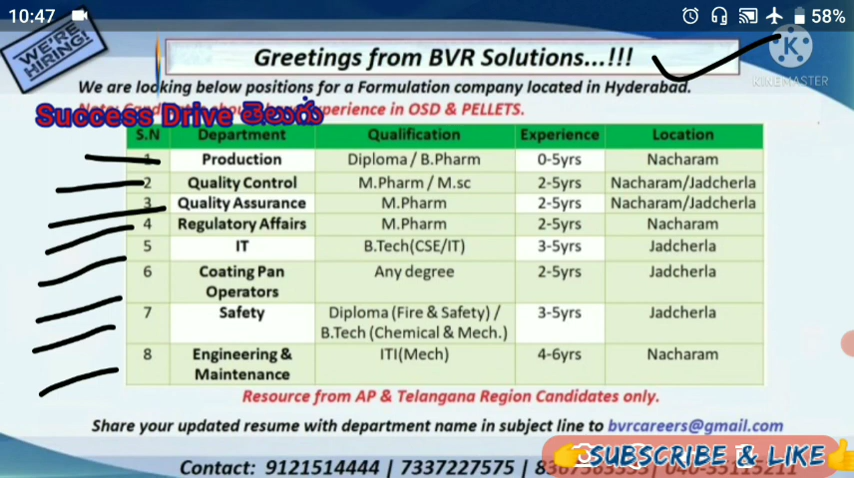 10:47 58%
WE'RE HIRING!
Greetings from BVR Solutions...!!!
K
KINEMASTER
We are looking below positions for a Formulation company located in Hyderabad.
Note: experience in OSD & PELLETS.
Success Drive తెలుగు
S.N Department Qualification Experience Location
1 Production Diploma / B.Pharm 0-5yrs Nacharam
2 Quality Control M.Pharm / M.sc 2-5yrs Nacharam/Jadcherla
3 Quality Assurance M.Pharm 2-5yrs Nacharam/Jadcherla
4 Regulatory Affairs M.Pharm 2-5yrs Nacharam
5 IT B.Tech(CSE/IT) 3-5yrs Jadcherla
6 Coating Pan Operators Any degree 2-5yrs Jadcherla
7 Safety Diploma (Fire & Safety) / B.Tech (Chemical & Mech.) 3-5yrs Jadcherla
8 Engineering & Maintenance ITI(Mech) 4-6yrs Nacharam
Resource from AP & Telangana Region Candidates only.
Share your updated resume with department name in subject line to bvrcareers@gmail.com
SUBSCRIBE & LIKE
Contact: 9121514444 | 7337227575 |